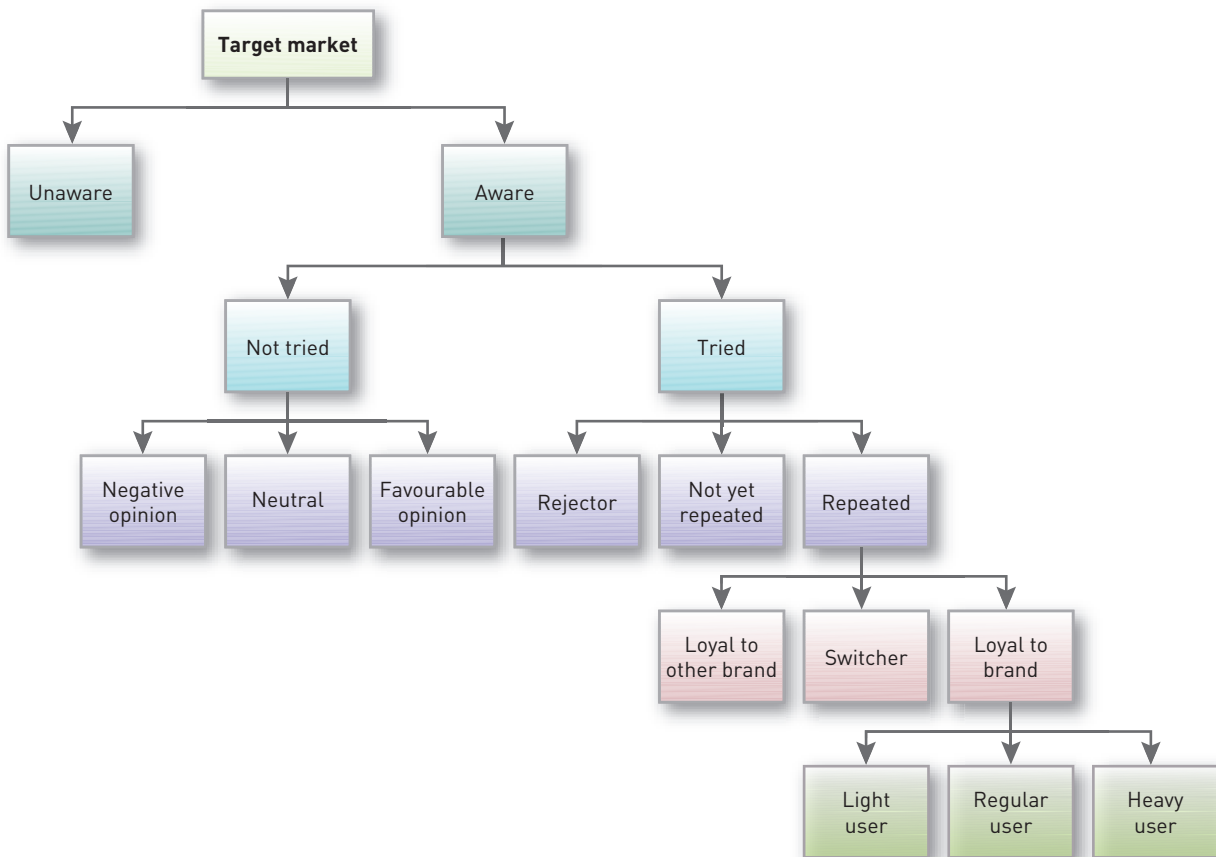 Target market
Unaware
Aware
Not tried
Tried
Negative
opinion
Neutral
Favourable
opinion
Rejector
Not yet
repeated
Repeated
Loyal to
other brand
Switcher
Loyal to
brand
Light
user
Regular
user
Heavy
user